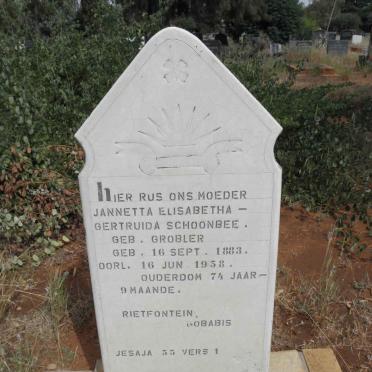 HIER RUS ONS MOEDER
JANNETTA ELISABETHA –
GERTRUIDA SCHOONBEE.
GEB. GROBLER
GEB. 16 SEPT. 1883.
OORL. 16 JUN 1958.
OUDERDOM 74 JAAR–
9 MAANDE.
RIETFONTEIN,
GOBABIS
JESAJA 55 VERS 1